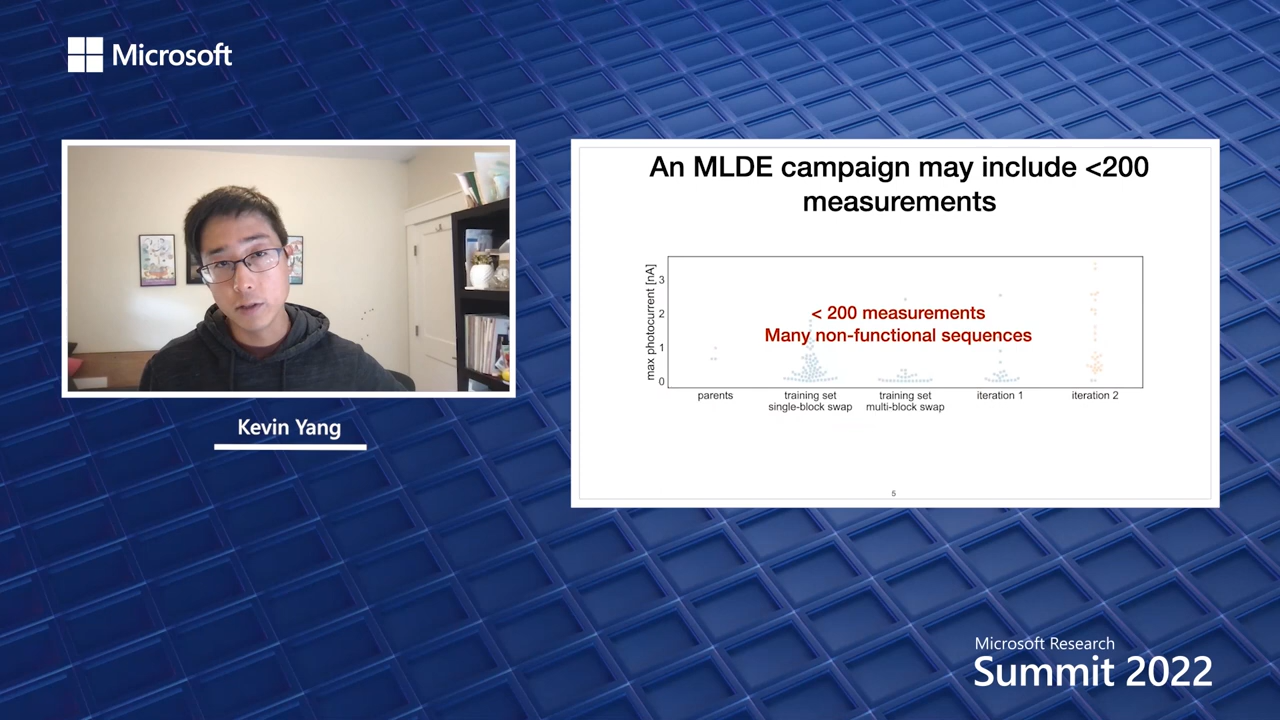 Microsoft
An MLDE campaign may include <200
measurements
max photocurrent [nA]
3
2
1
0
< 200 measurements
Many non-functional sequences
parents
training set
single-block swap
training set
multi-block swap
iteration 1
iteration 2
5
Kevin Yang
Microsoft Research
Summit 2022